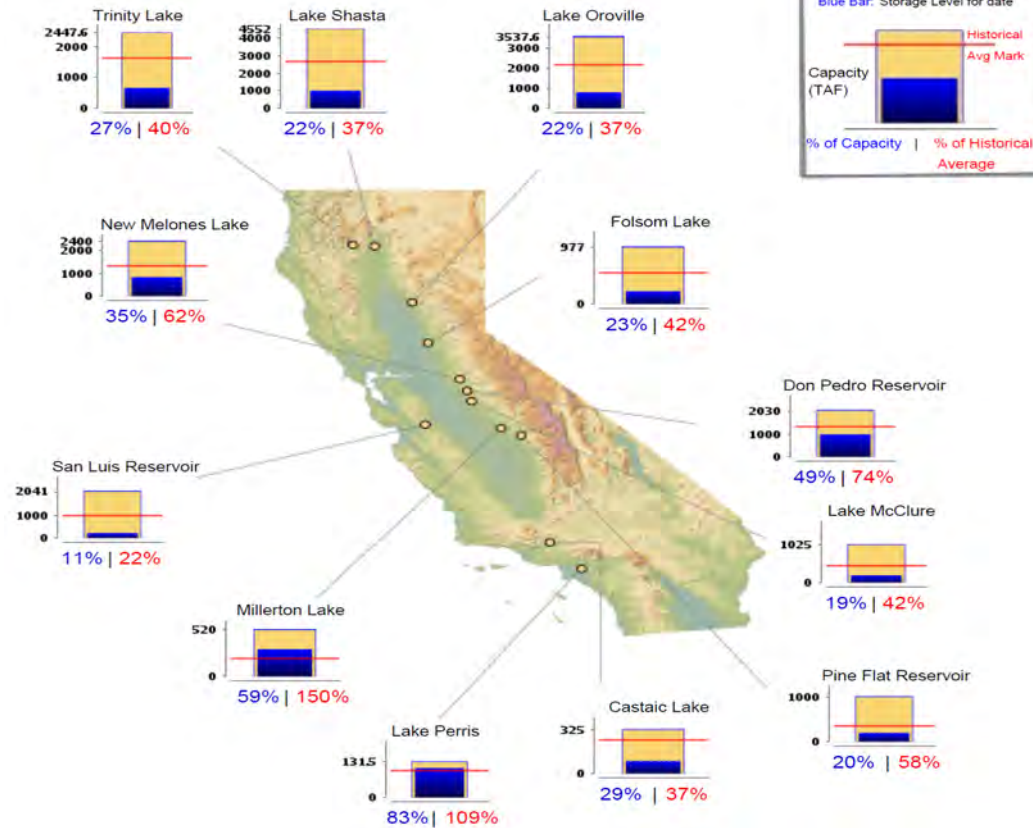 Trinity Lake
2447.6
2000
1000
0
27% | 40%
Lake Shasta
4552
4000
3000
2000
1000
0
22% | 37%
Lake Oroville
3537.6
3000
2000
1000
0
22% | 37%
Blue Bar: Storage Level for date
Historical
Avg Mark
Capacity
(TAF)
% of Capacity | % of Historical
Average
New Melones Lake
2400
2000
1000
0
35% | 62%
Folsom Lake
977
0
23% | 42%
Don Pedro Reservoir
2030
1000
0
49% | 74%
San Luis Reservoir
2041
1000
0
11% | 22%
Lake McClure
1025
0
19% | 42%
Millerton Lake
520
0
59% | 150%
Pine Flat Reservoir
1000
0
20% | 58%
Lake Perris
131.5
0
83% | 109%
Castaic Lake
325
0
29% | 37%